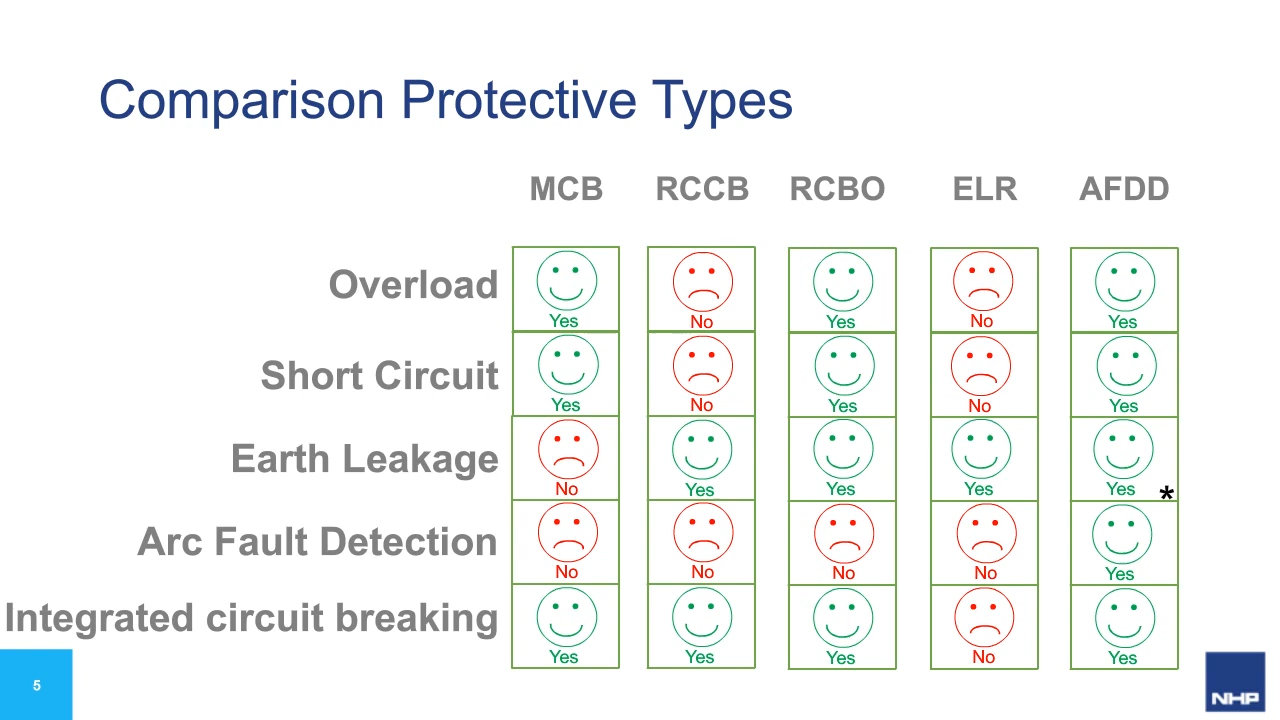 Comparison Protective Types
MCB RCCB RCBO ELR AFDD
Overload
Yes No Yes No Yes
Short Circuit
Yes No Yes No Yes
Earth Leakage
No Yes Yes Yes Yes *
Arc Fault Detection
No No No No Yes
Integrated circuit breaking
Yes Yes Yes No Yes
5
NHP